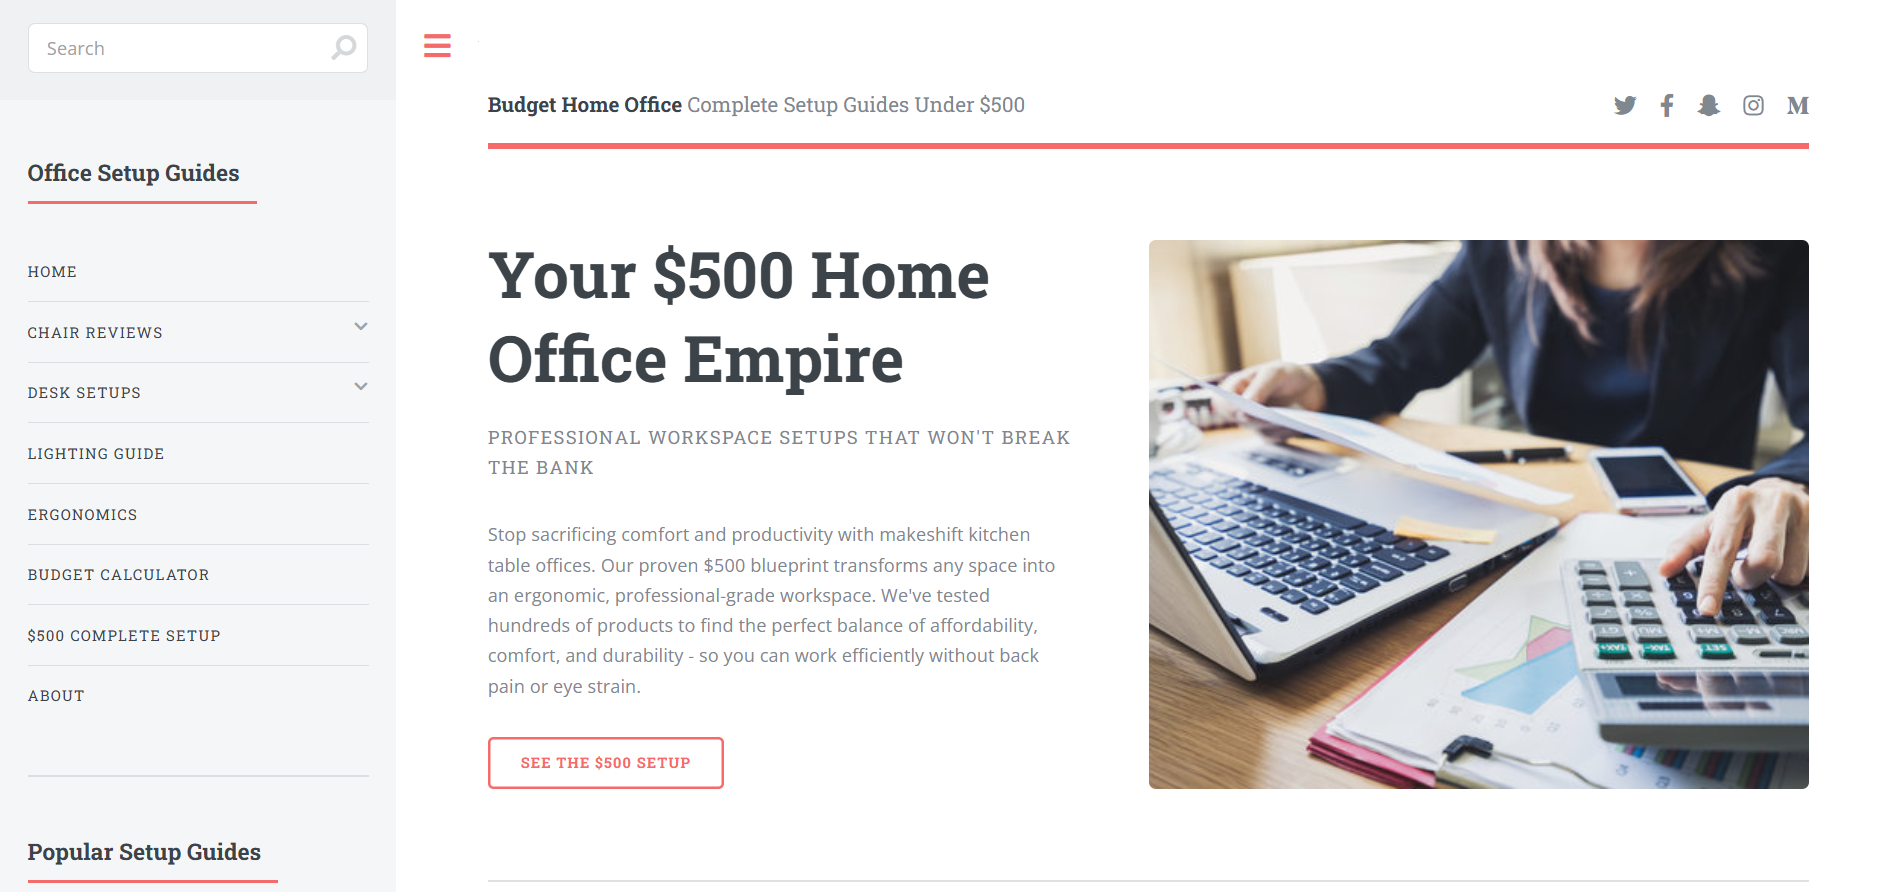 Search
Office Setup Guides
HOME
CHAIR REVIEWS
DESK SETUPS
LIGHTING GUIDE
ERGONOMICS
BUDGET CALCULATOR
$500 COMPLETE SETUP
ABOUT
Popular Setup Guides
Budget Home Office Complete Setup Guides Under $500
Your $500 Home
Office Empire
PROFESSIONAL WORKSPACE SETUPS THAT WON'T BREAK
THE BANK
Stop sacrificing comfort and productivity with makeshift kitchen
table offices. Our proven $500 blueprint transforms any space into
an ergonomic, professional-grade workspace. We've tested
hundreds of products to find the perfect balance of affordability,
comfort, and durability - so you can work efficiently without back
pain or eye strain.
SEE THE $500 SETUP